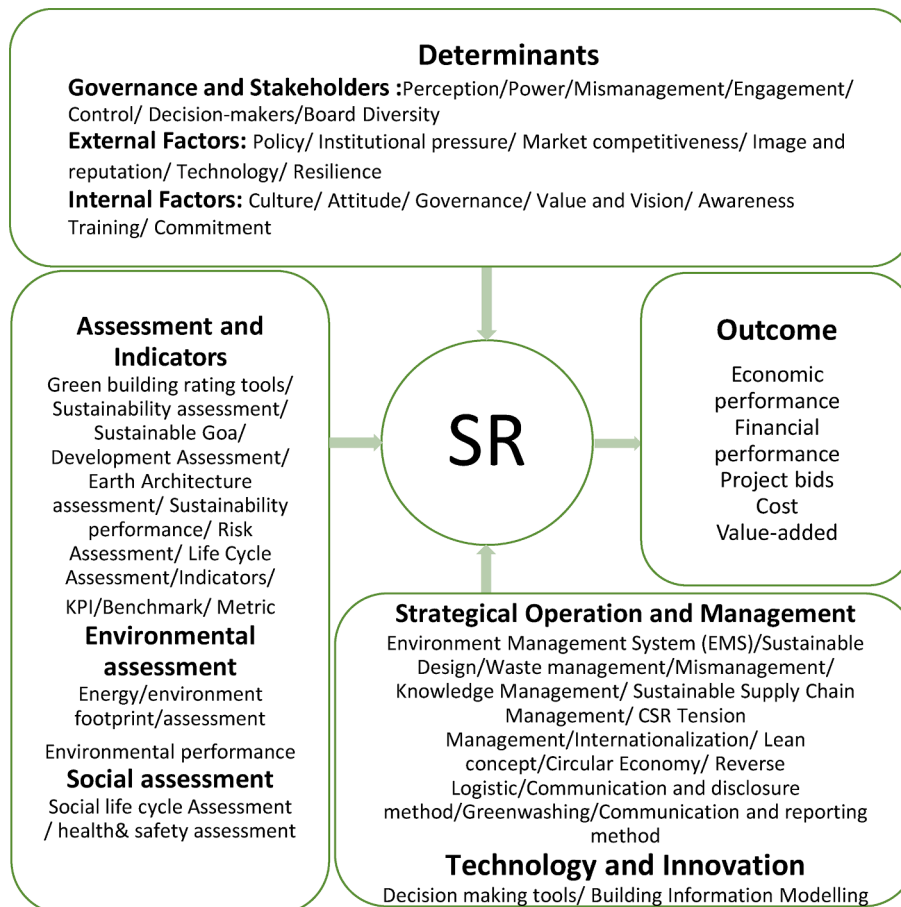 Determinants
Governance and Stakeholders :Perception/Power/Mismanagement/Engagement/
Control/ Decision-makers/Board Diversity
External Factors: Policy/ Institutional pressure/ Market competitiveness/ Image and
reputation/ Technology/ Resilience
Internal Factors: Culture/ Attitude/ Governance/ Value and Vision/ Awareness
Training/ Commitment
Assessment and
Indicators
Green building rating tools/
Sustainability assessment/
Sustainable Goa/
Development Assessment/
Earth Architecture
assessment/ Sustainability
performance/ Risk
Assessment/ Life Cycle
Assessment/Indicators/
KPI/Benchmark/ Metric
Environmental
assessment
Energy/environment
footprint/assessment
Environmental performance
Social assessment
Social life cycle Assessment
/ health& safety assessment
SR
Outcome
Economic
performance
Financial
performance
Project bids
Cost
Value-added
Strategical Operation and Management
Environment Management System (EMS)/Sustainable
Design/Waste management/Mismanagement/
Knowledge Management/ Sustainable Supply Chain
Management/ CSR Tension
Management/Internationalization/ Lean
concept/Circular Economy/ Reverse
Logistic/Communication and disclosure
method/Greenwashing/Communication and reporting
method
Technology and Innovation
Decision making tools/ Building Information Modelling